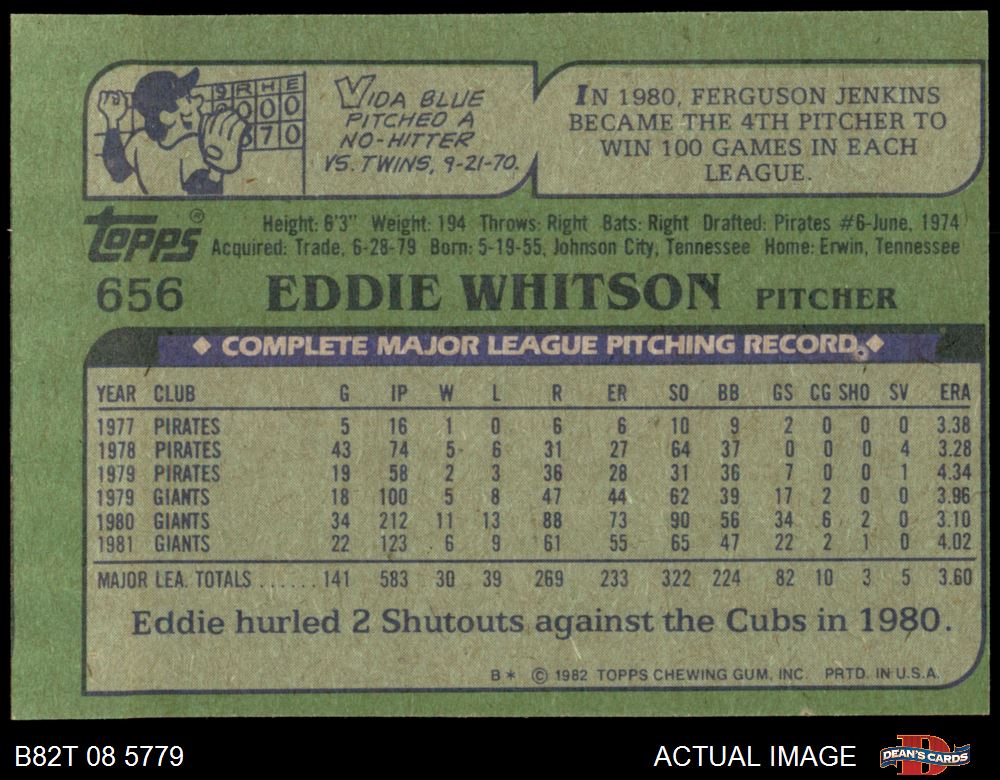 9 R H E
0 0 0
7 0
VIDA BLUE
PITCHED A
NO-HITTER
VS. TWINS, 9-21-70.
IN 1980, FERGUSON JENKINS
BECAME THE 4TH PITCHER TO
WIN 100 GAMES IN EACH
LEAGUE.
topps®
Height: 6'3" Weight: 194 Throws: Right Bats: Right Drafted: Pirates #6-June, 1974
Acquired: Trade, 6-28-79 Born: 5-19-55, Johnson City, Tennessee Home: Erwin, Tennessee
656 EDDIE WHITSON PITCHER
◆ COMPLETE MAJOR LEAGUE PITCHING RECORD ◆
YEAR CLUB G IP W L R ER SO BB GS CG SHO SV ERA
1977 PIRATES 5 16 1 0 6 6 10 9 2 0 0 0 3.38
1978 PIRATES 43 74 5 6 31 27 64 37 0 0 0 4 3.28
1979 PIRATES 19 58 2 3 36 28 31 36 7 0 0 1 4.34
1979 GIANTS 18 100 5 8 47 44 62 39 17 2 0 0 3.96
1980 GIANTS 34 212 11 13 88 73 90 56 34 6 2 0 3.10
1981 GIANTS 22 123 6 9 61 55 65 47 22 2 1 0 4.02
MAJOR LEA. TOTALS ...... 141 583 30 39 269 233 322 224 82 10 3 5 3.60
Eddie hurled 2 Shutouts against the Cubs in 1980.
B* © 1982 TOPPS CHEWING GUM, INC. PRTD. IN U.S.A.
B82T 08 5779 ACTUAL IMAGE DEAN'S CARDS